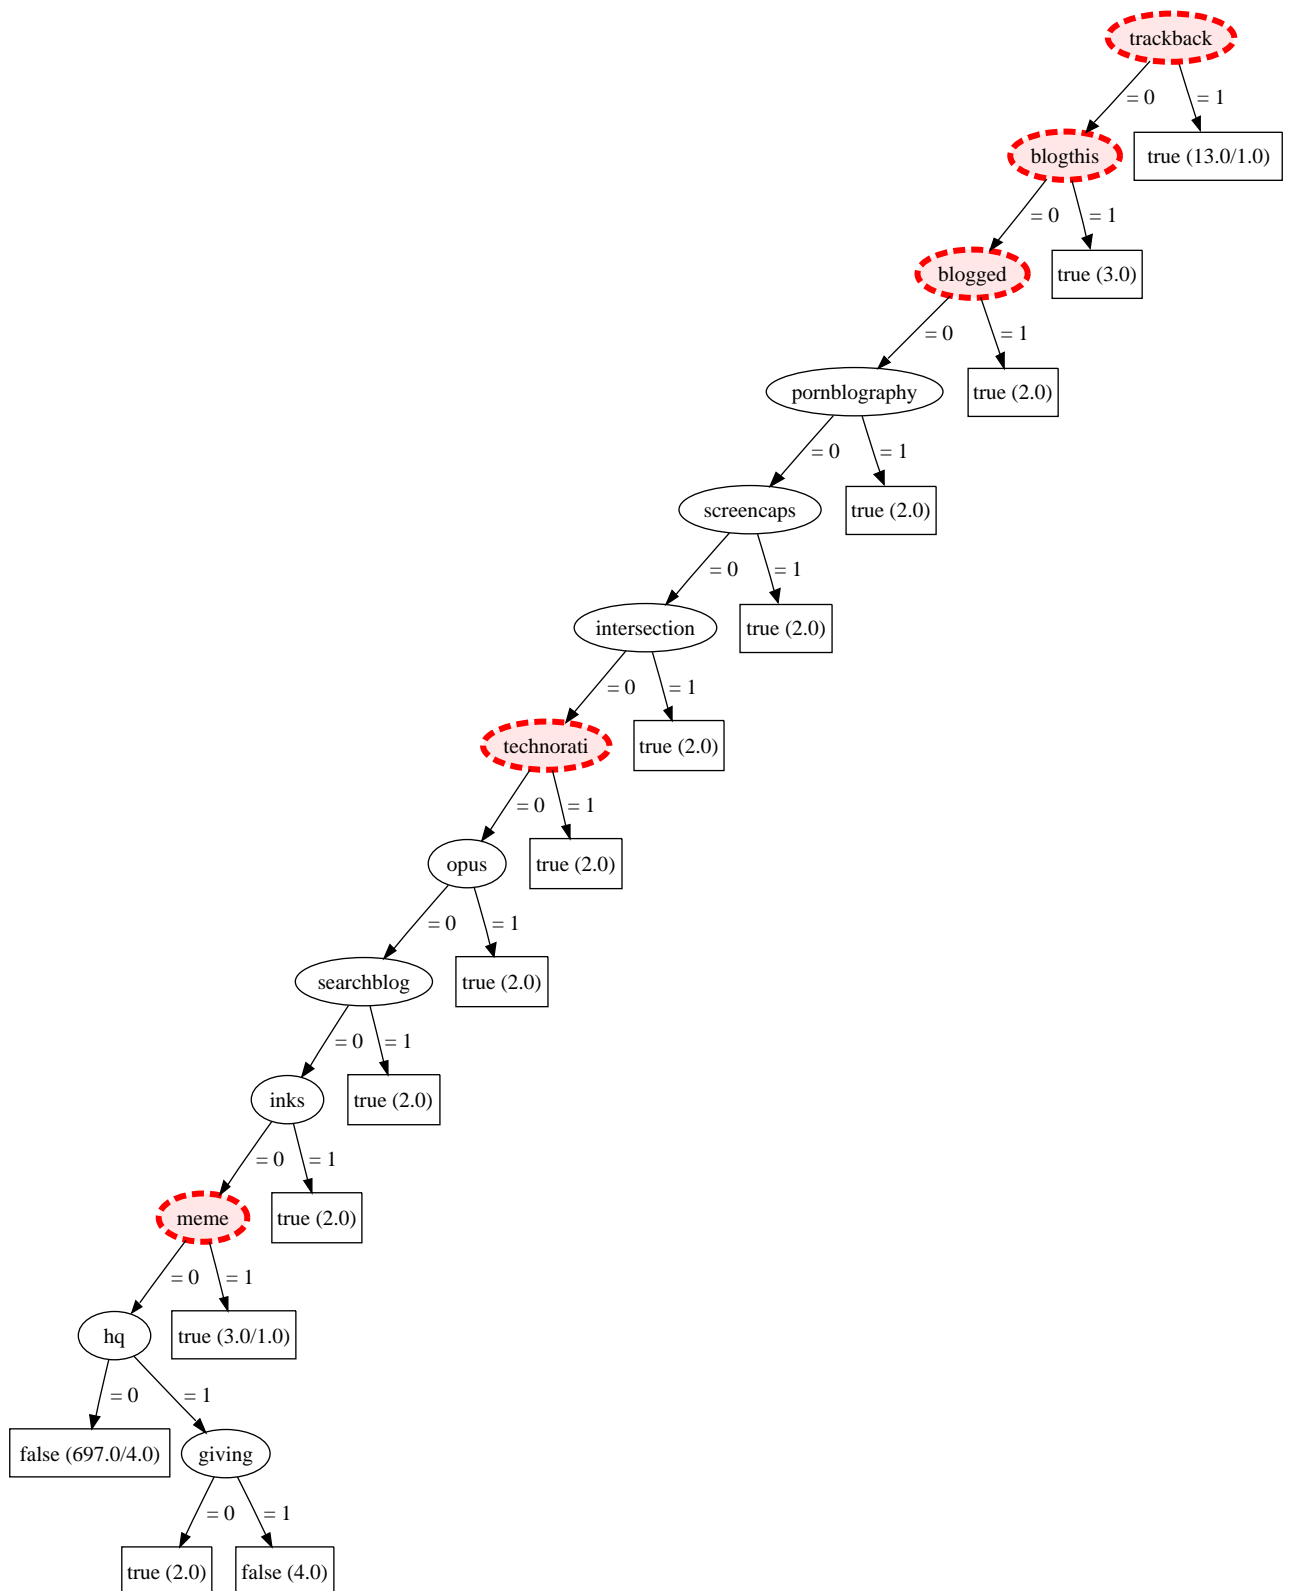 trackback
= 0
= 1
blogthis
true (13.0/1.0)
= 0
= 1
blogged
true (3.0)
= 0
= 1
pornblography
true (2.0)
= 0
= 1
screencaps
true (2.0)
= 0
= 1
intersection
true (2.0)
= 0
= 1
technorati
true (2.0)
= 0
= 1
opus
true (2.0)
= 0
= 1
searchblog
true (2.0)
= 0
= 1
inks
true (2.0)
= 0
= 1
meme
true (2.0)
= 0
= 1
hq
true (3.0/1.0)
= 0
= 1
false (697.0/4.0)
giving
= 0
= 1
true (2.0)
false (4.0)